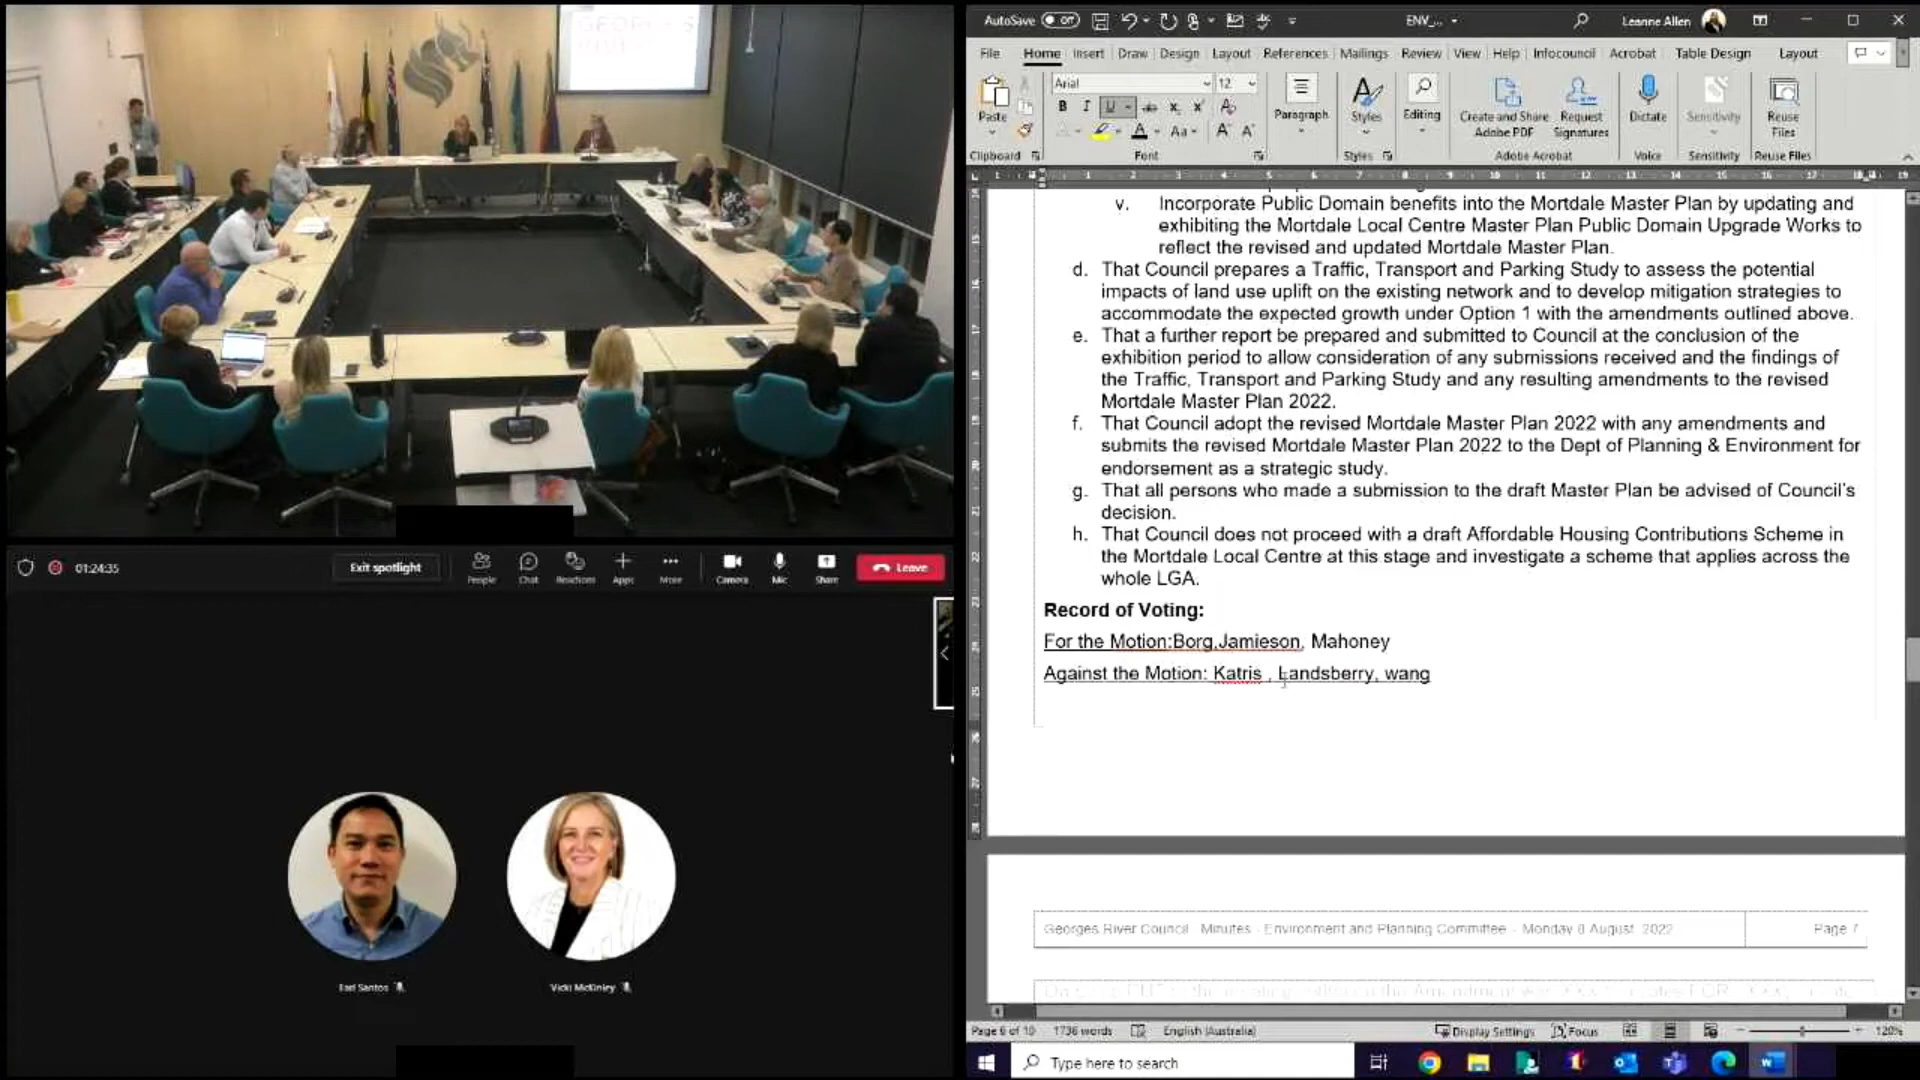 GEORGES
01:24:35
Exit spotlight
People
Chat
Reactions
Apps
More
Camera
Mic
Share
Leave
Earl Santos
Vicki McKinley
AutoSave Off
ENV_...
Leanne Allen
File Home Insert Draw Design Layout References Mailings Review View Help Infocouncil Acrobat Table Design Layout
Arial 12
Paste
Paragraph
Styles
Editing
Create and Share Adobe PDF
Request Signatures
Dictate
Sensitivity
Reuse Files
Clipboard Font Styles Adobe Acrobat Voice Sensitivity Reuse Files
v. Incorporate Public Domain benefits into the Mortdale Master Plan by updating and
exhibiting the Mortdale Local Centre Master Plan Public Domain Upgrade Works to
reflect the revised and updated Mortdale Master Plan.
d. That Council prepares a Traffic, Transport and Parking Study to assess the potential
impacts of land use uplift on the existing network and to develop mitigation strategies to
accommodate the expected growth under Option 1 with the amendments outlined above.
e. That a further report be prepared and submitted to Council at the conclusion of the
exhibition period to allow consideration of any submissions received and the findings of
the Traffic, Transport and Parking Study and any resulting amendments to the revised
Mortdale Master Plan 2022.
f. That Council adopt the revised Mortdale Master Plan 2022 with any amendments and
submits the revised Mortdale Master Plan 2022 to the Dept of Planning & Environment for
endorsement as a strategic study.
g. That all persons who made a submission to the draft Master Plan be advised of Council's
decision.
h. That Council does not proceed with a draft Affordable Housing Contributions Scheme in
the Mortdale Local Centre at this stage and investigate a scheme that applies across the
whole LGA.
Record of Voting:
For the Motion:Borg,Jamieson, Mahoney
Against the Motion: Katris , Landsberry, wang
Georges River Council Minutes - Environment and Planning Committee - Monday 8 August 2022 Page 7
Page 6 of 10 1736 words English (Australia) Display Settings Focus 120%
Type here to search